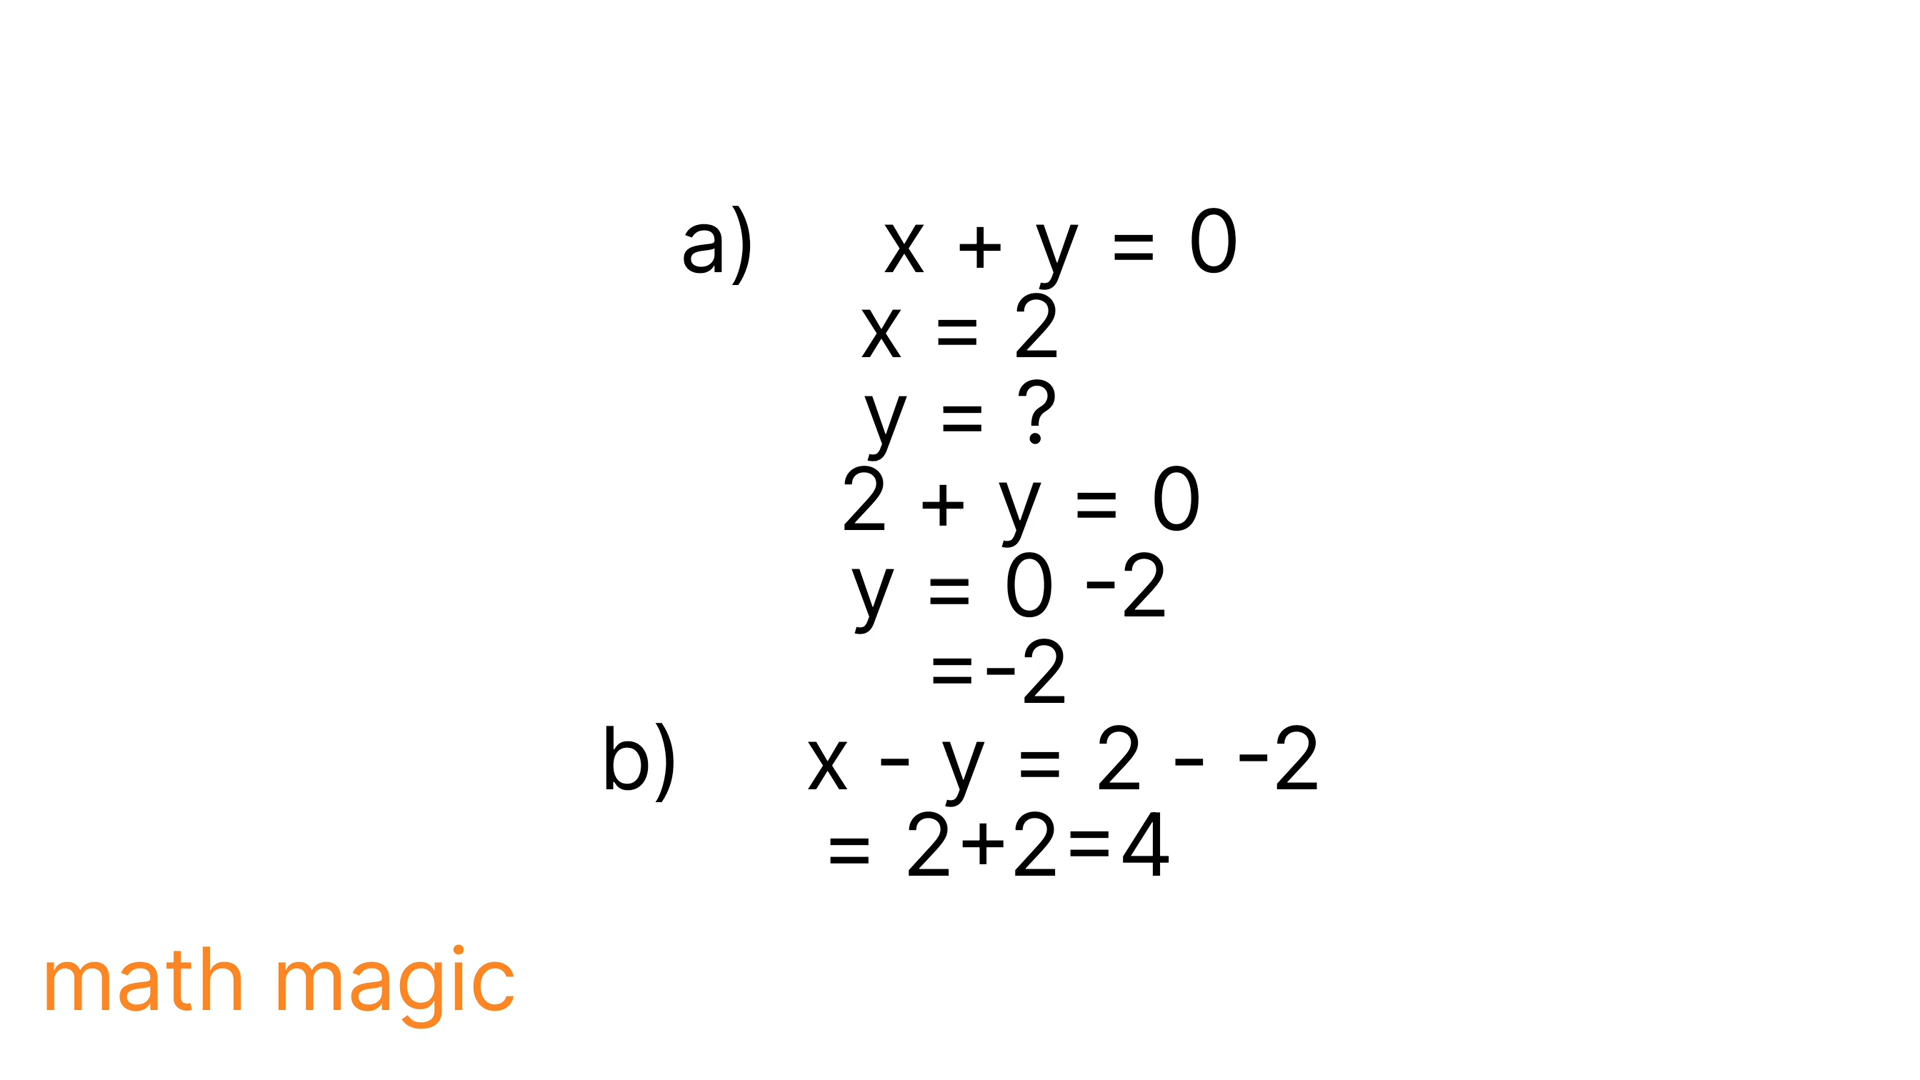 a) x + y = 0
x = 2
y = ?
2 + y = 0
y = 0 -2
=-2
b) x - y = 2 - -2
= 2+2=4
math magic